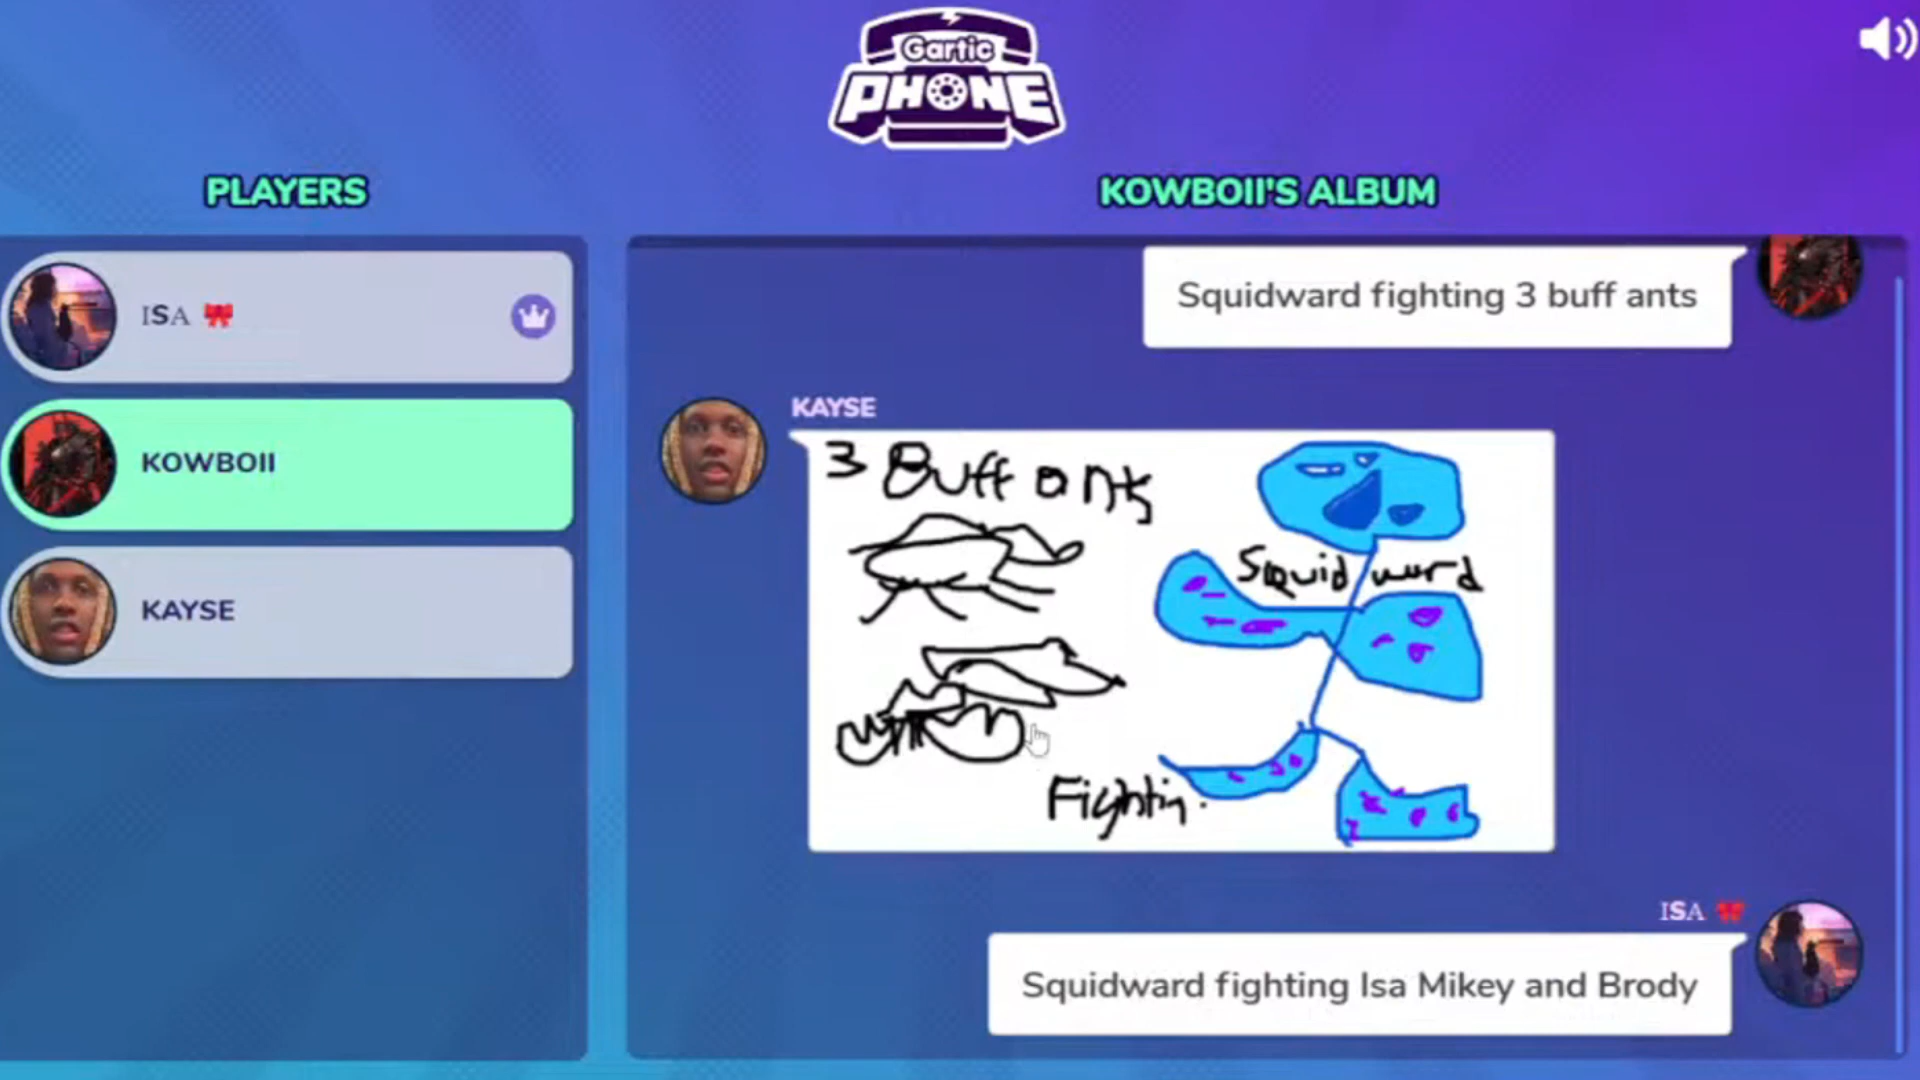 Gartic
PHONE
PLAYERS
KOWBOII'S ALBUM
ISA
KOWBOII
KAYSE
Squidward fighting 3 buff ants
KAYSE
3 Buff ants
Squidward
Fightin.
ISA
Squidward fighting Isa Mikey and Brody